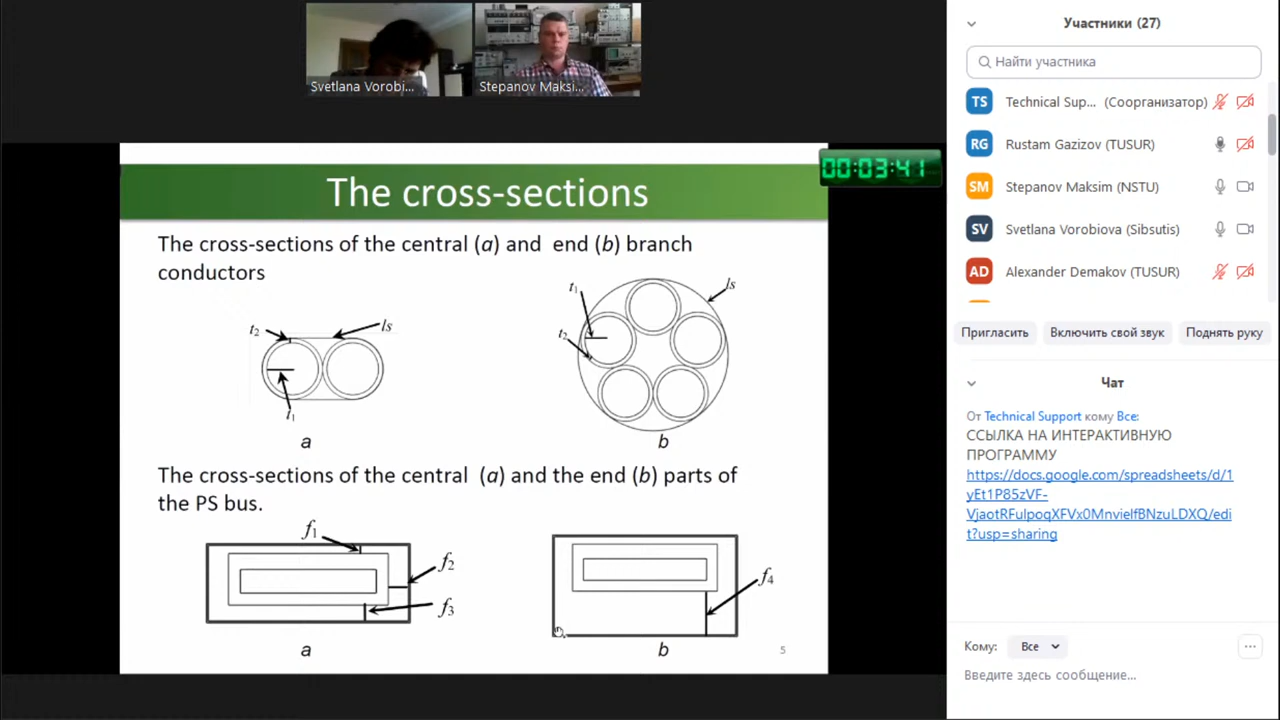 Svetlana Vorobi...
Stepanov Maksi...
00:03:41
The cross-sections
The cross-sections of the central (a) and end (b) branch
conductors
t₂
ls
t₁
a
t₁
ls
t₂
b
The cross-sections of the central (a) and the end (b) parts of
the PS bus.
f₁
f₂
f₃
a
f₄
b
5
Участники (27)
Найти участника
TS Technical Sup... (Соорганизатор)
RG Rustam Gazizov (TUSUR)
SM Stepanov Maksim (NSTU)
SV Svetlana Vorobiova (Sibsutis)
AD Alexander Demakov (TUSUR)
Пригласить Включить свой звук Поднять руку
Чат
От Technical Support кому Все:
ССЫЛКА НА ИНТЕРАКТИВНУЮ
ПРОГРАММУ
https://docs.google.com/spreadsheets/d/1
yEt1P85zVF-
VjaotRFulpoqXFVx0MnvielfBNzuLDXQ/edi
t?usp=sharing
Кому: Все
Введите здесь сообщение...